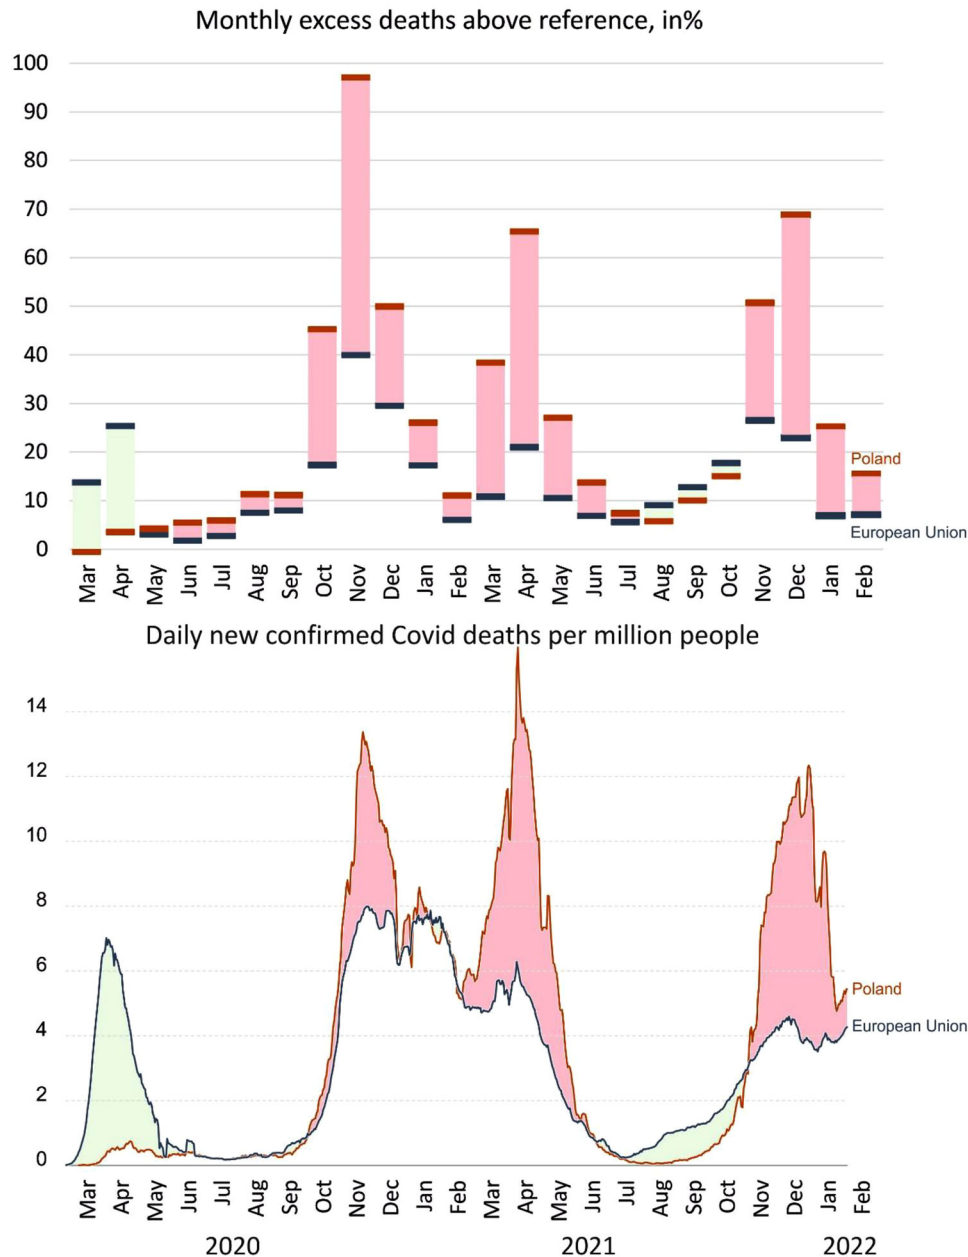 Monthly excess deaths above reference, in%
100
90
80
70
60
50
40
30
20
10
0
Poland
European Union
Mar Apr May Jun Jul Aug Sep Oct Nov Dec Jan Feb Mar Apr May Jun Jul Aug Sep Oct Nov Dec Jan Feb
Daily new confirmed Covid deaths per million people
14
12
10
8
6
4
2
0
Poland
European Union
Mar Apr May Jun Jul Aug Sep Oct Nov Dec Jan Feb Mar Apr May Jun Jul Aug Sep Oct Nov Dec Jan Feb
2020 2021 2022